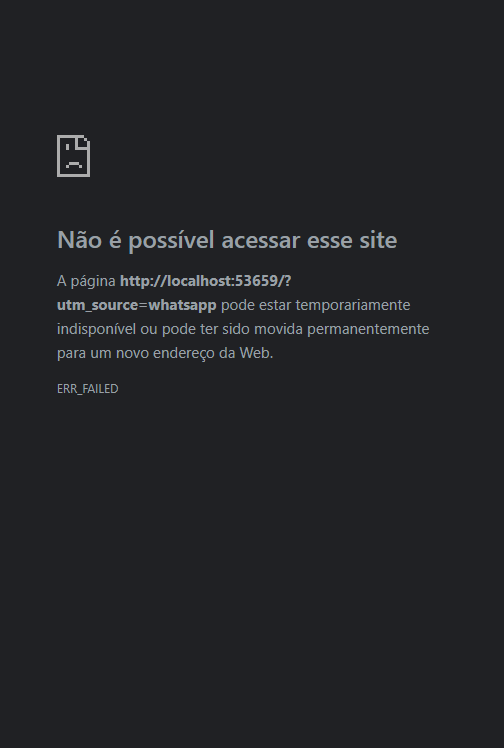 Não é possível acessar esse site
A página http://localhost:53659/?
utm_source=whatsapp pode estar temporariamente
indisponível ou pode ter sido movida permanentemente
para um novo endereço da Web.
ERR_FAILED